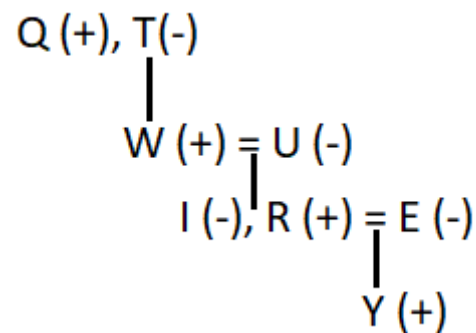 Q (+), T(-)
W (+) = U (-)
I (-), R (+) = E (-)
Y (+)